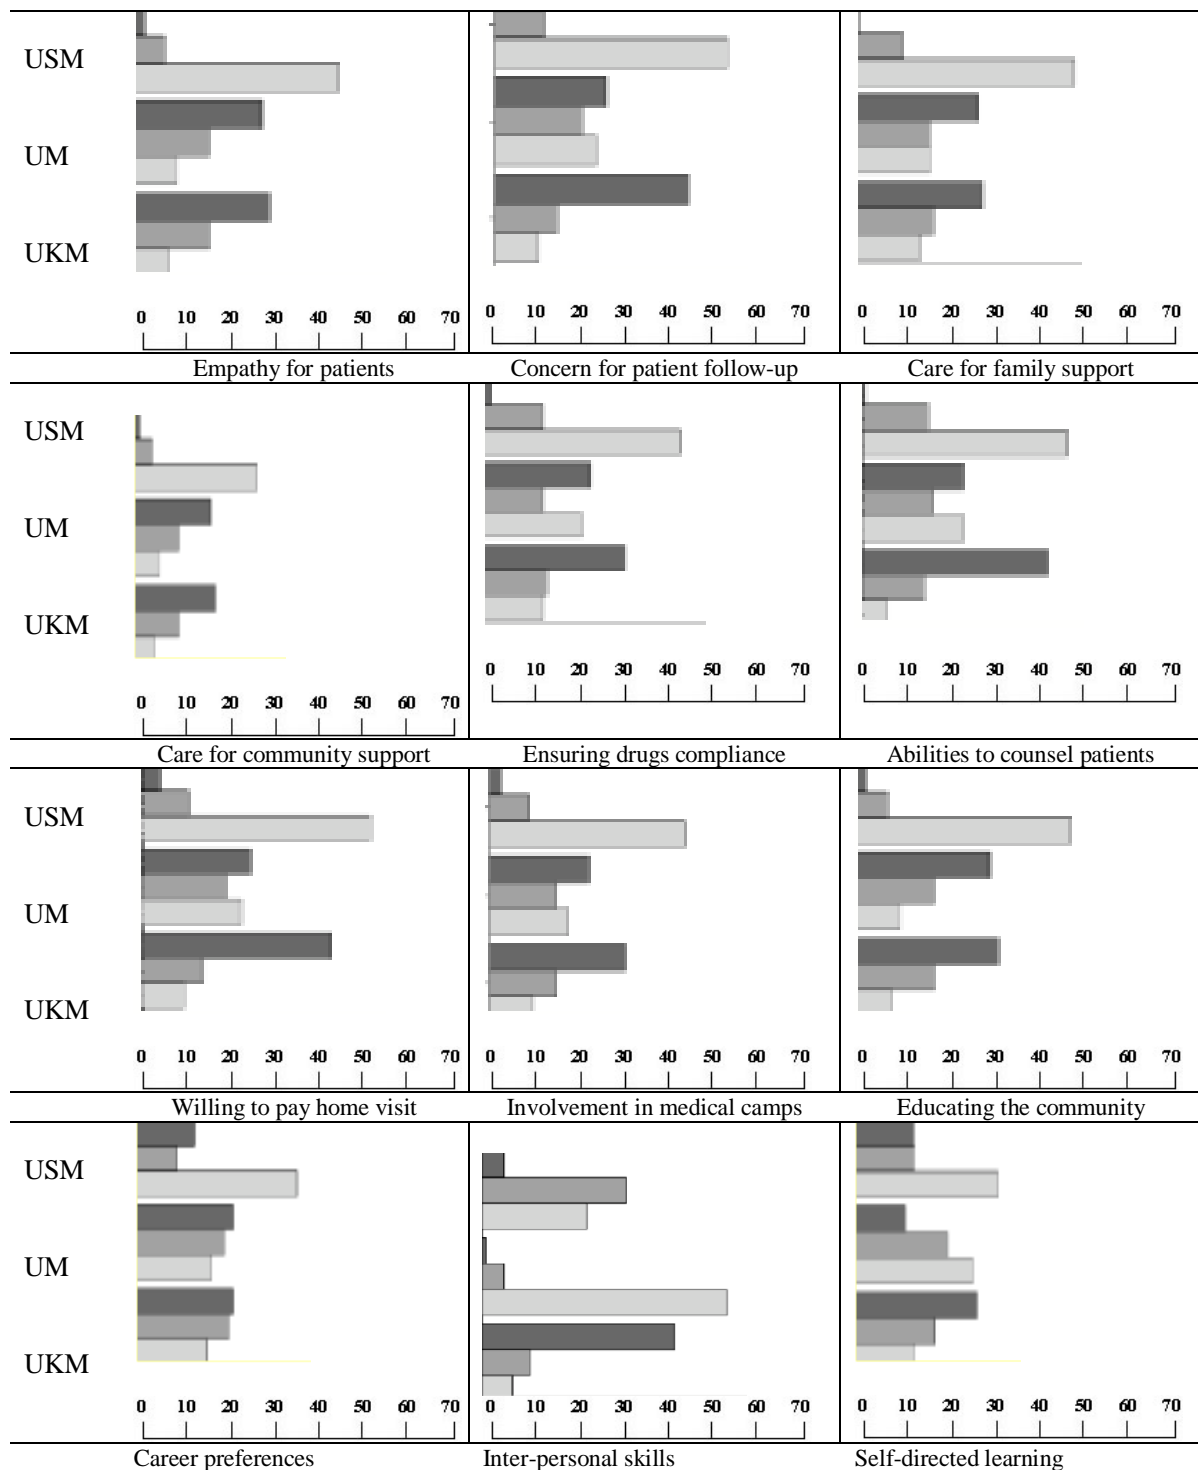 USM
UM
UKM
0 10 20 30 40 50 60 70 0 10 20 30 40 50 60 70 0 10 20 30 40 50 60 70
Empathy for patients Concern for patient follow-up Care for family support
USM
UM
UKM
0 10 20 30 40 50 60 70 0 10 20 30 40 50 60 70 0 10 20 30 40 50 60 70
Care for community support Ensuring drugs compliance Abilities to counsel patients
USM
UM
UKM
0 10 20 30 40 50 60 70 0 10 20 30 40 50 60 70 0 10 20 30 40 50 60 70
Willing to pay home visit Involvement in medical camps Educating the community
USM
UM
UKM
0 10 20 30 40 50 60 70 0 10 20 30 40 50 60 70 0 10 20 30 40 50 60 70
Career preferences Inter-personal skills Self-directed learning